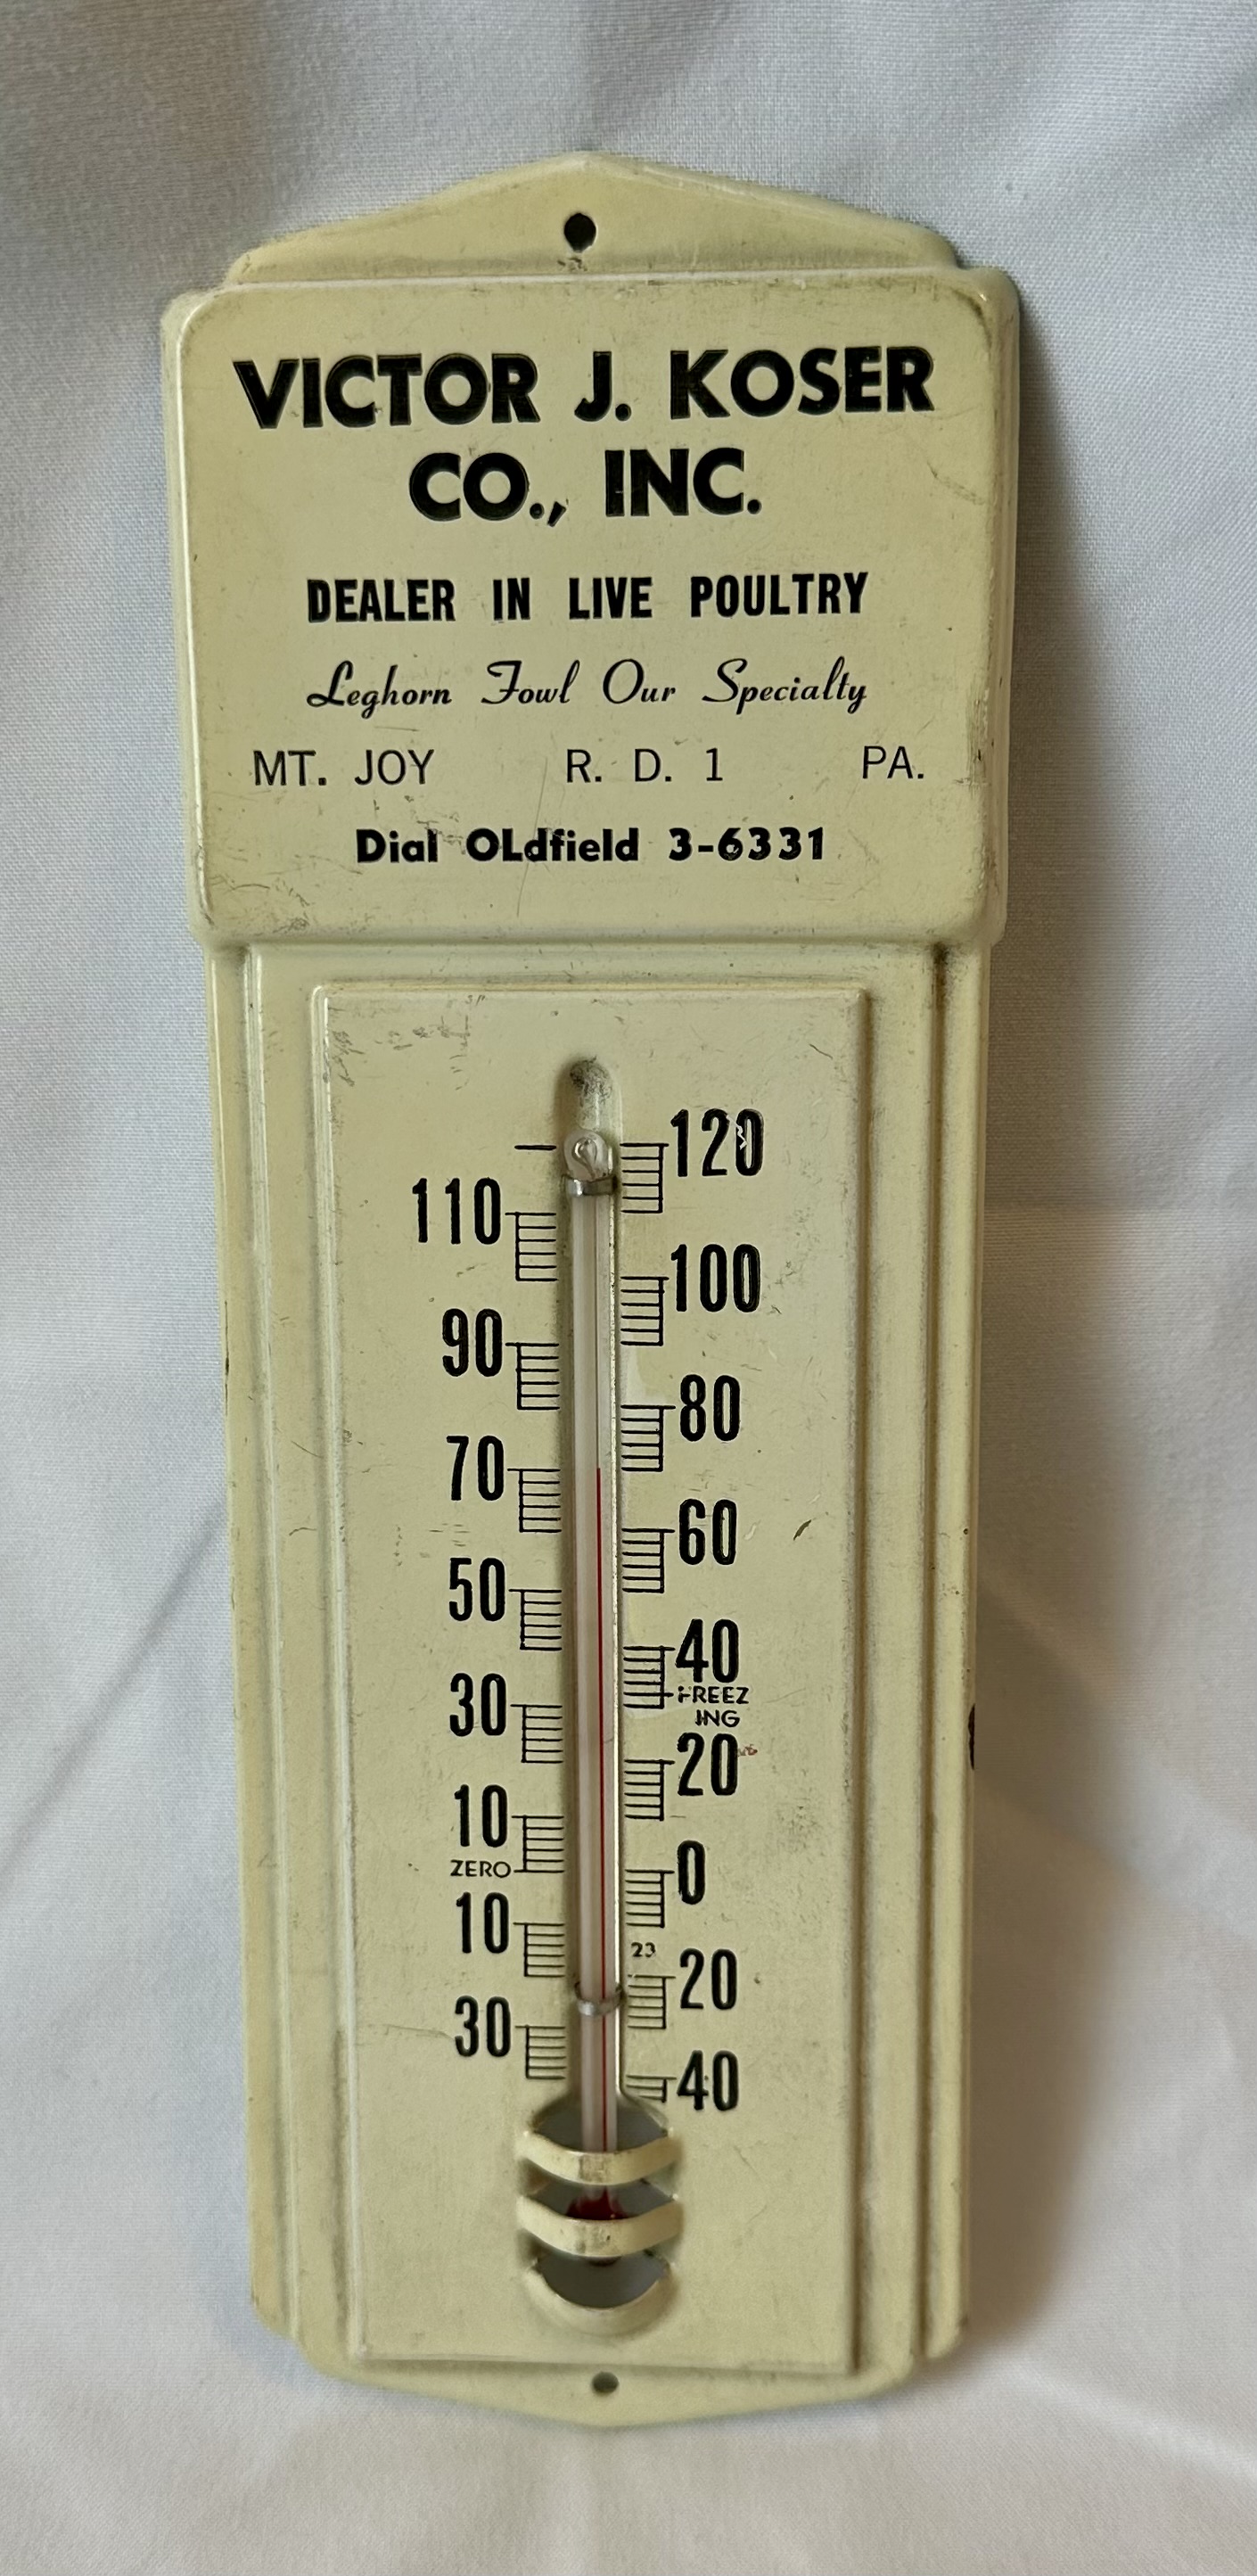 VICTOR J. KOSER
CO., INC.
DEALER IN LIVE POULTRY
Leghorn Fowl Our Specialty
MT. JOY R. D. 1 PA.
Dial OLdfield 3-6331
120
110
100
90
80
70
60
50
40
FREEZ
ING
30
20
10
ZERO
0
10
23
20
30
40